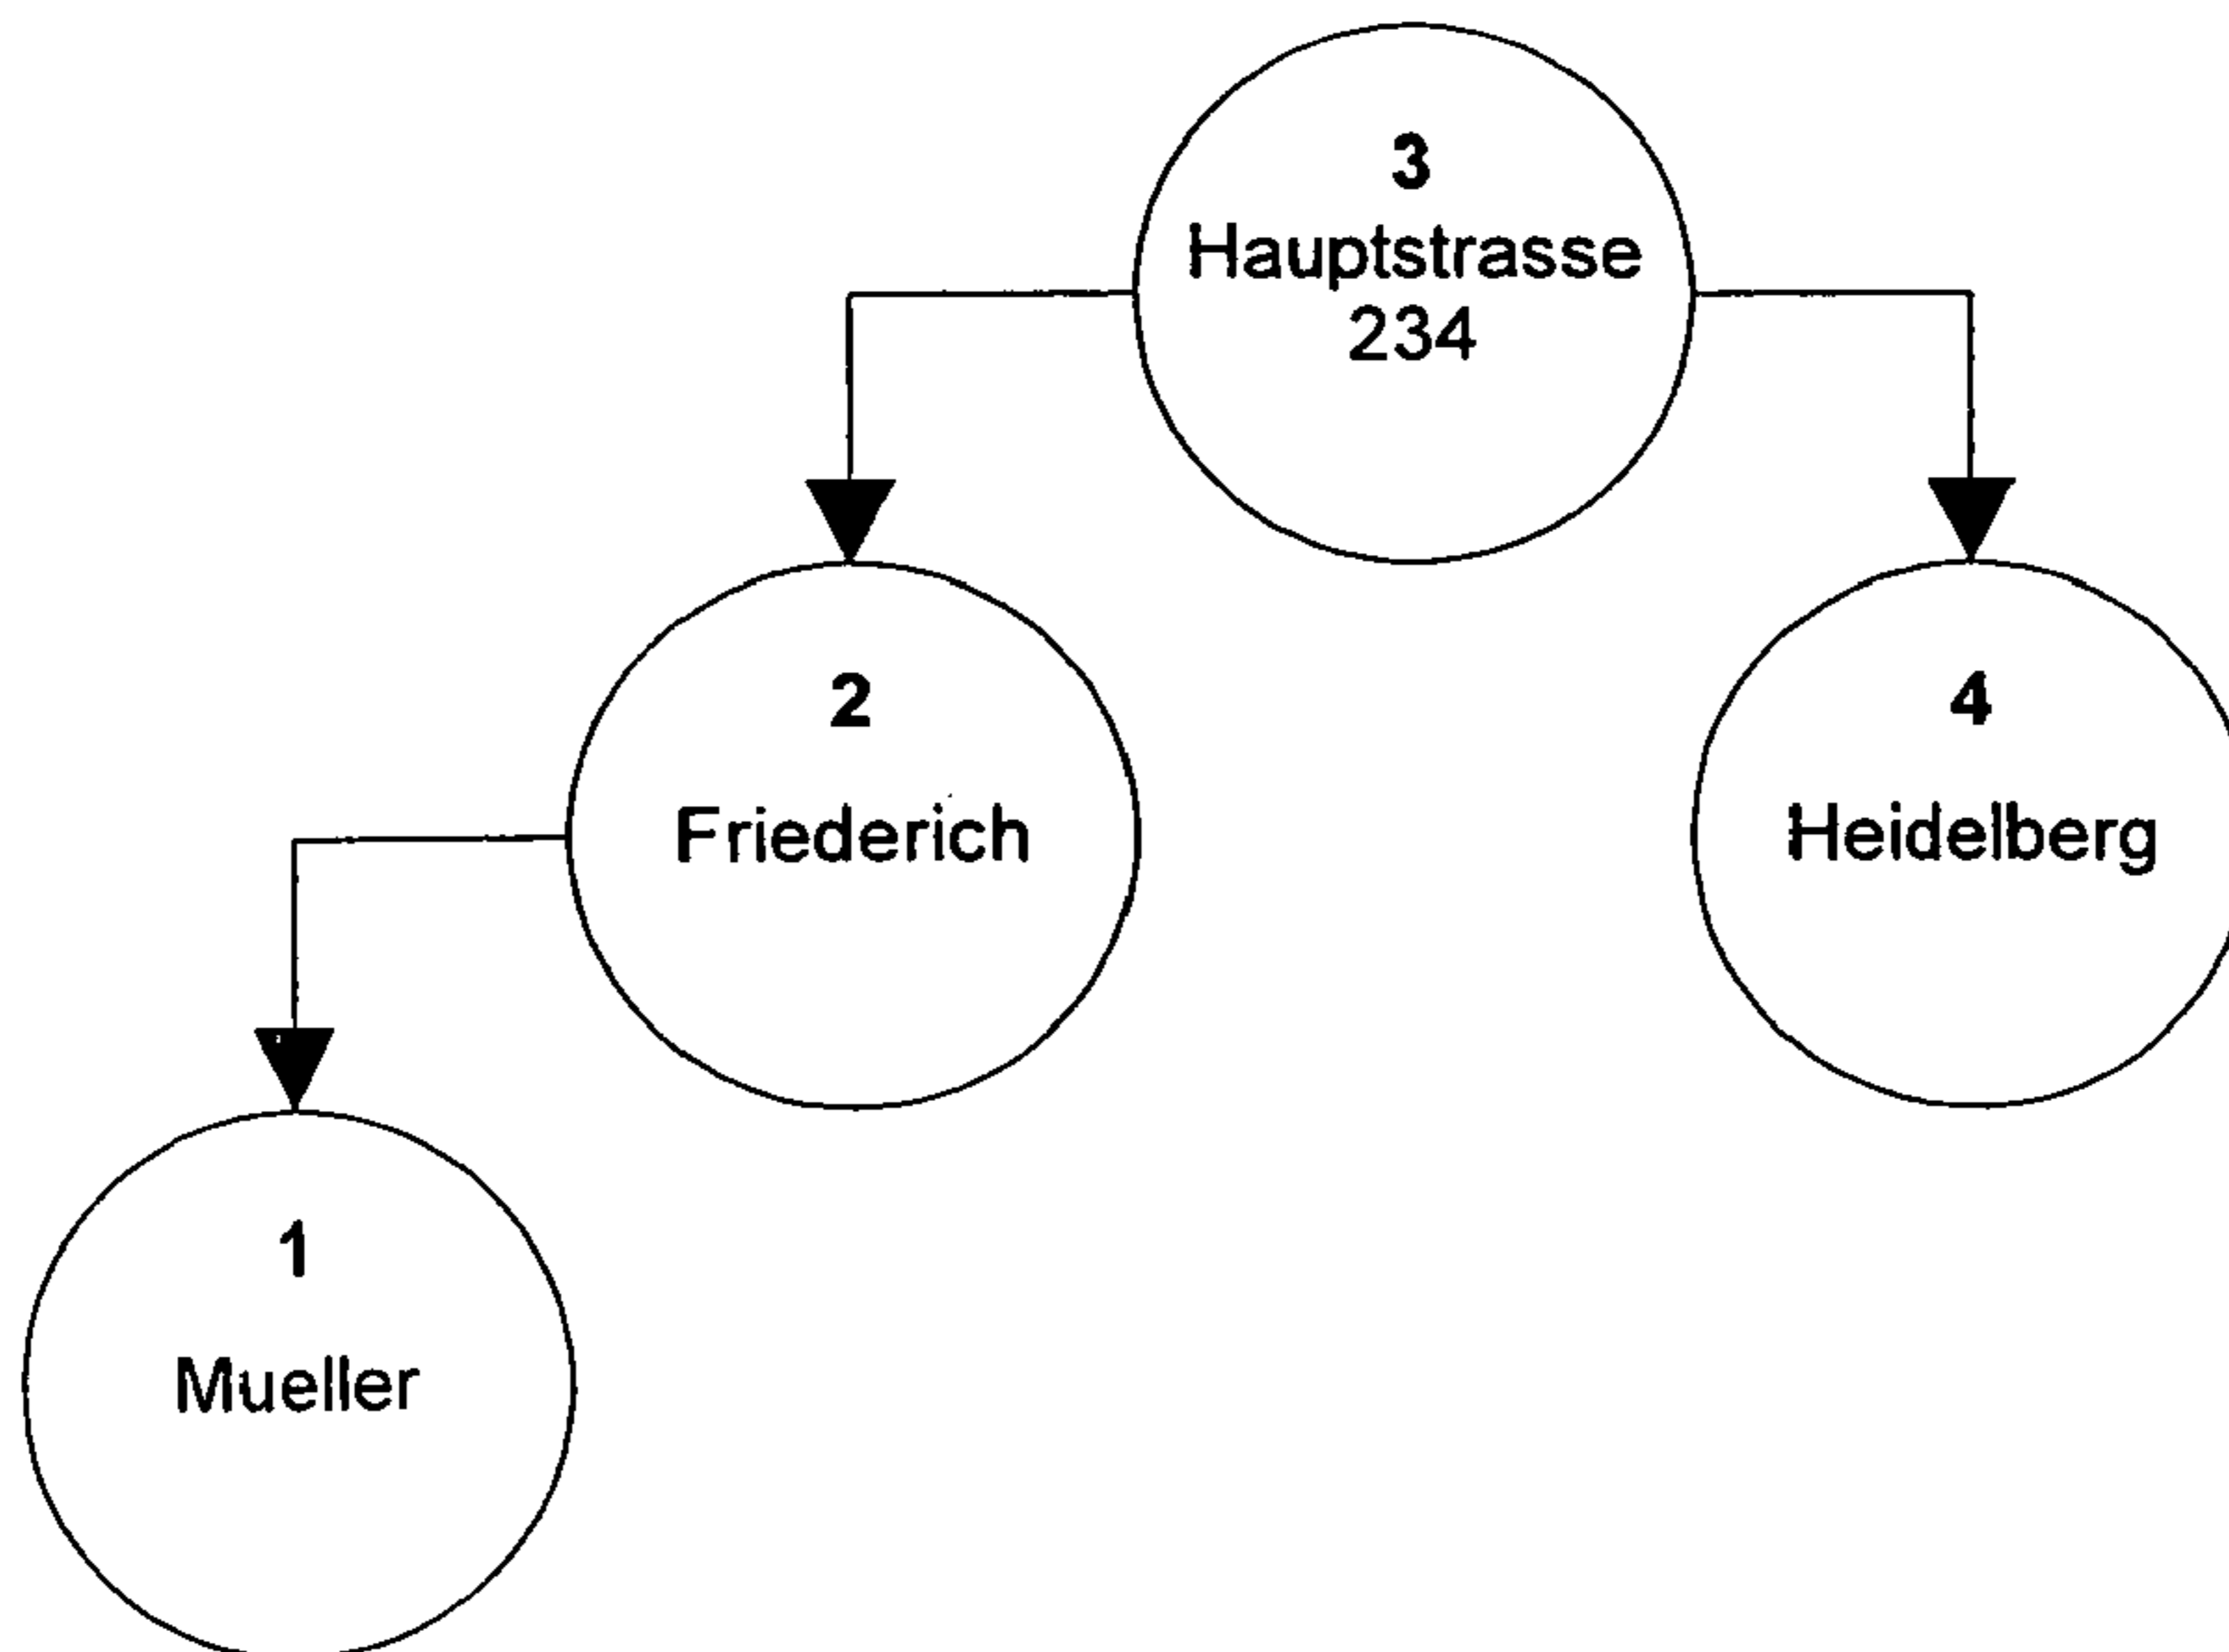 3
Hauptstrasse
234
2
Friederich
4
Heidelberg
1
Mueller